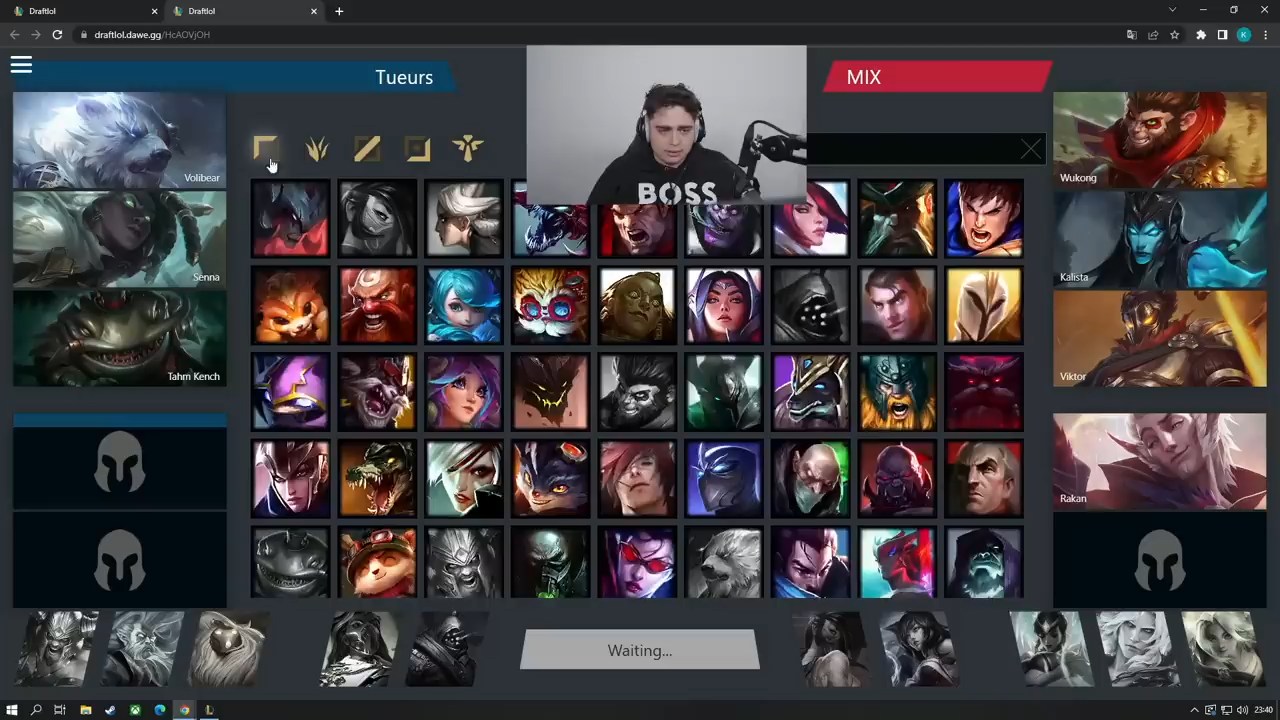 Draftlol
Draftlol
draftlol.dawe.gg/HcAOVjOH
K
Tueurs
MIX
BOSS
Volibear
Senna
Tahm Kench
Wukong
Kalista
Viktor
Rakan
Waiting...
23:40